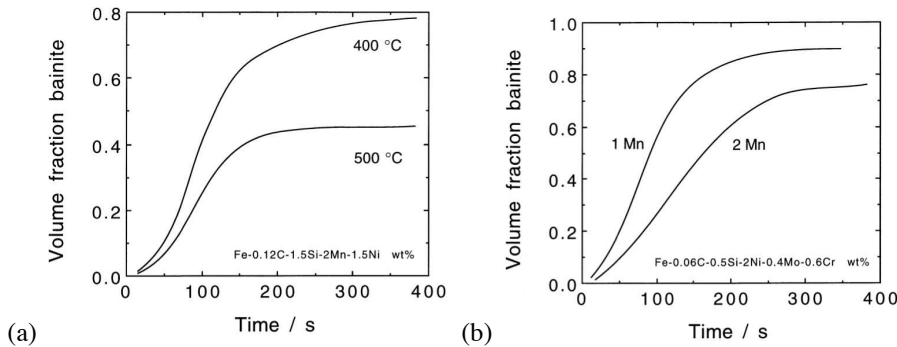 (a)
Volume fraction bainite
0.8
0.6
0.4
0.2
0.0
400 °C
500 °C
Fe-0.12C-1.5Si-2Mn-1.5Ni wt%
0
100
200
300
400
Time / s
(b)
Volume fraction bainite
1.0
0.8
0.6
0.4
0.2
0.0
1 Mn
2 Mn
Fe-0.06C-0.5Si-2Ni-0.4Mo-0.6Cr wt%
0
100
200
300
400
Time / s